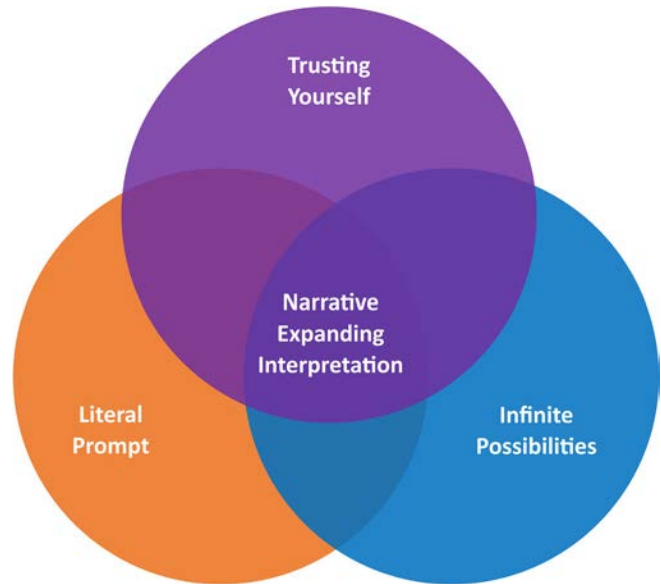 Trusting
Yourself
Narrative
Expanding
Interpretation
Literal
Prompt
Infinite
Possibilities